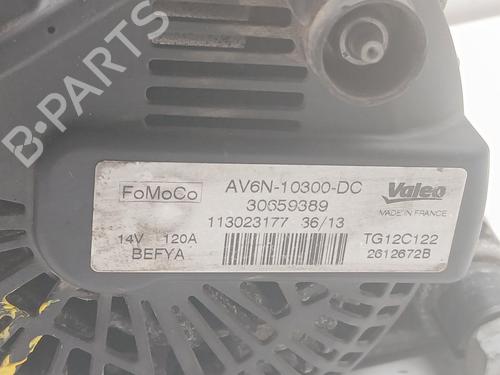 B-PARTS
FoMoCo AV6N-10300-DC Valeo
30659389 MADE IN FRANCE
113023177 36/13
14V 120A TG12C122
BEFYA 2612672B